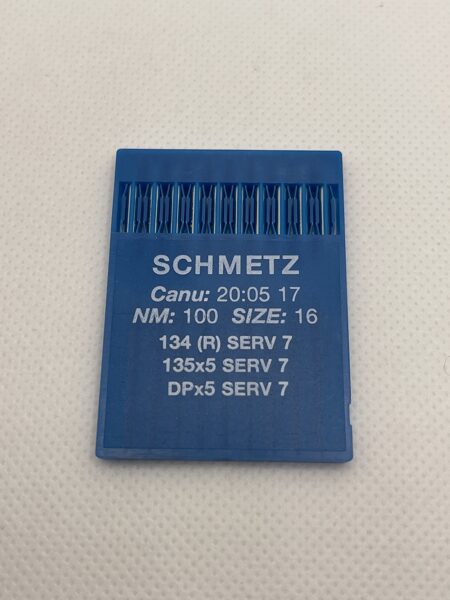 SCHMETZ
Canu: 20:05 17
NM: 100 SIZE: 16
134 (R) SERV 7
135x5 SERV 7
DPx5 SERV 7